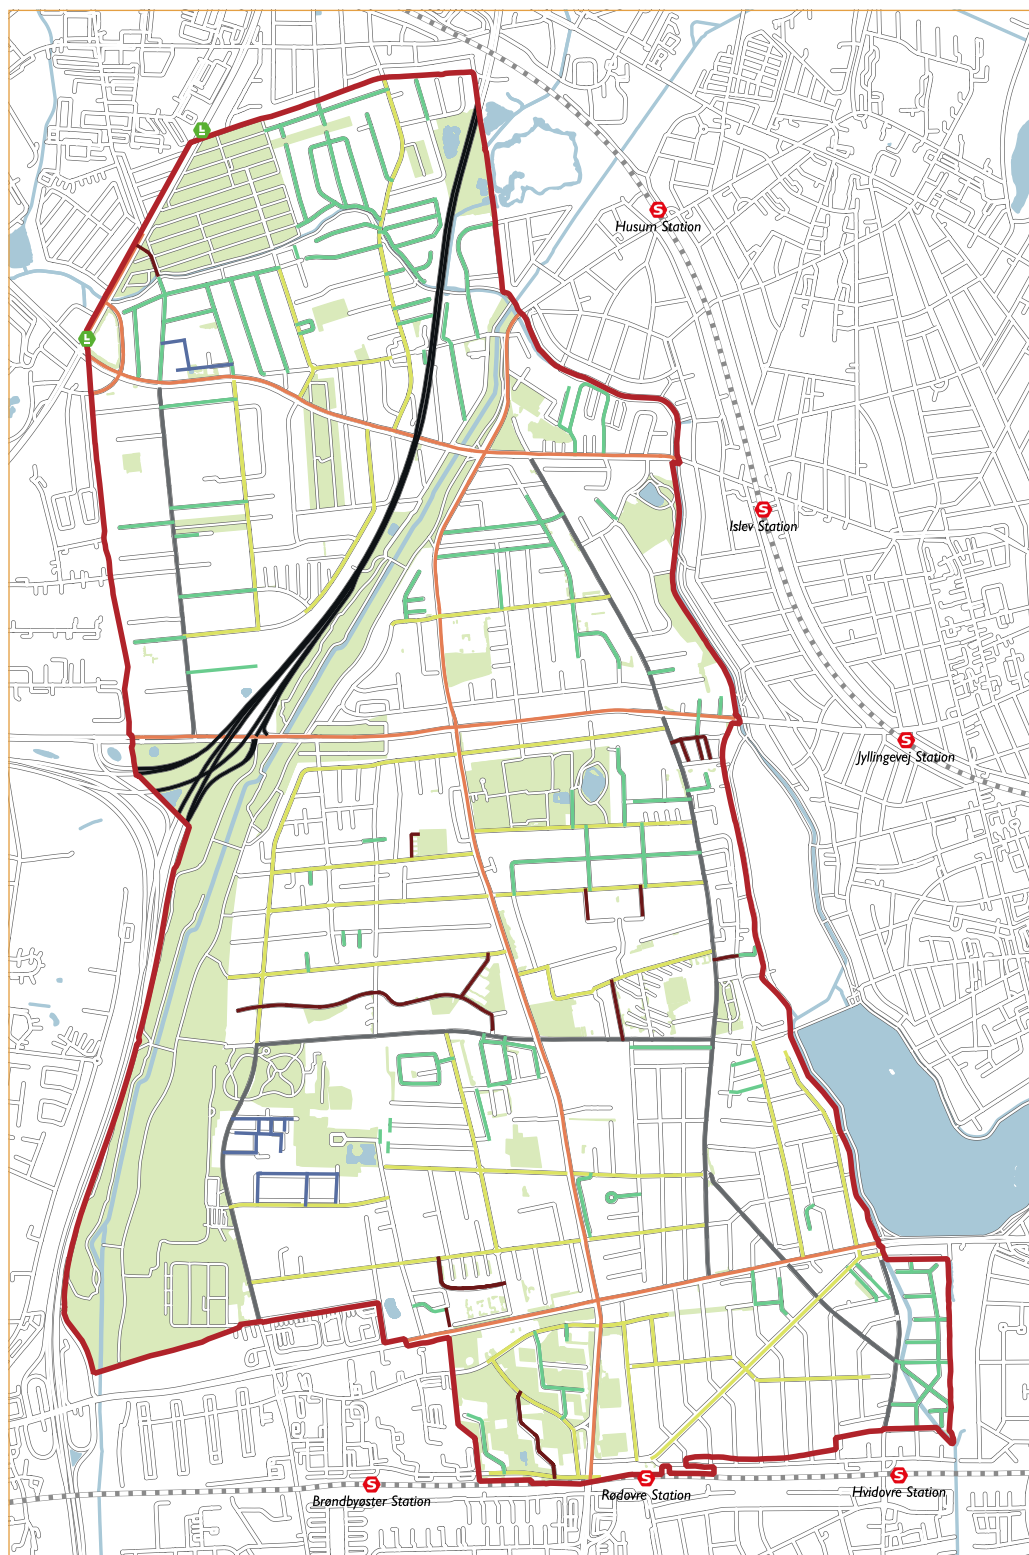 Ŀ
S
Husum Station
Ŀ
S
Islev Station
S
Jyllingevej Station
S
Brøndbyøster Station
S
Rødovre Station
S
Hvidovre Station